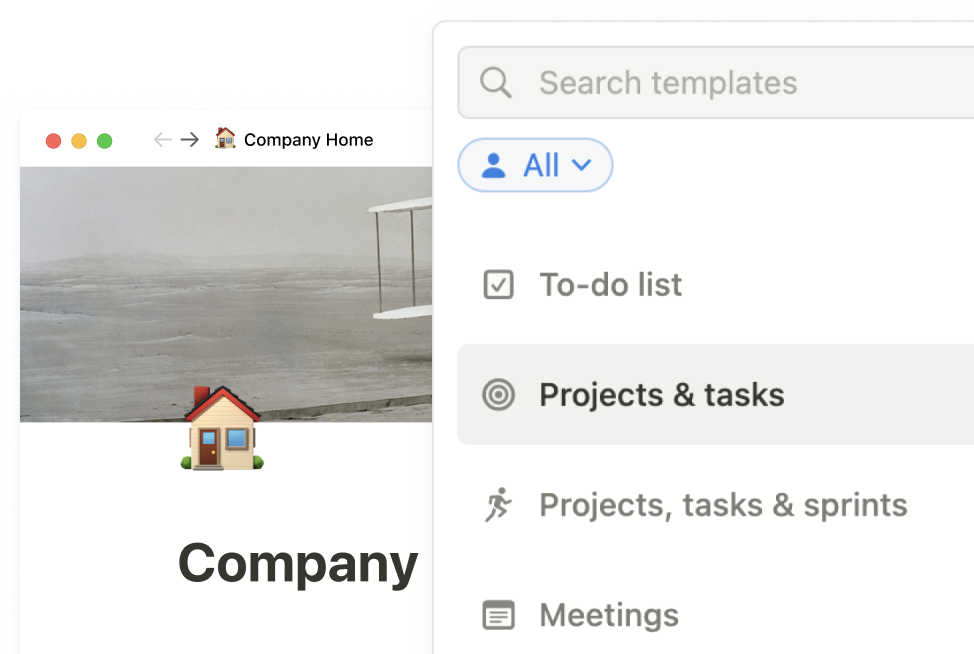 Company Home
Company
Search templates
All
To-do list
Projects & tasks
Projects, tasks & sprints
Meetings